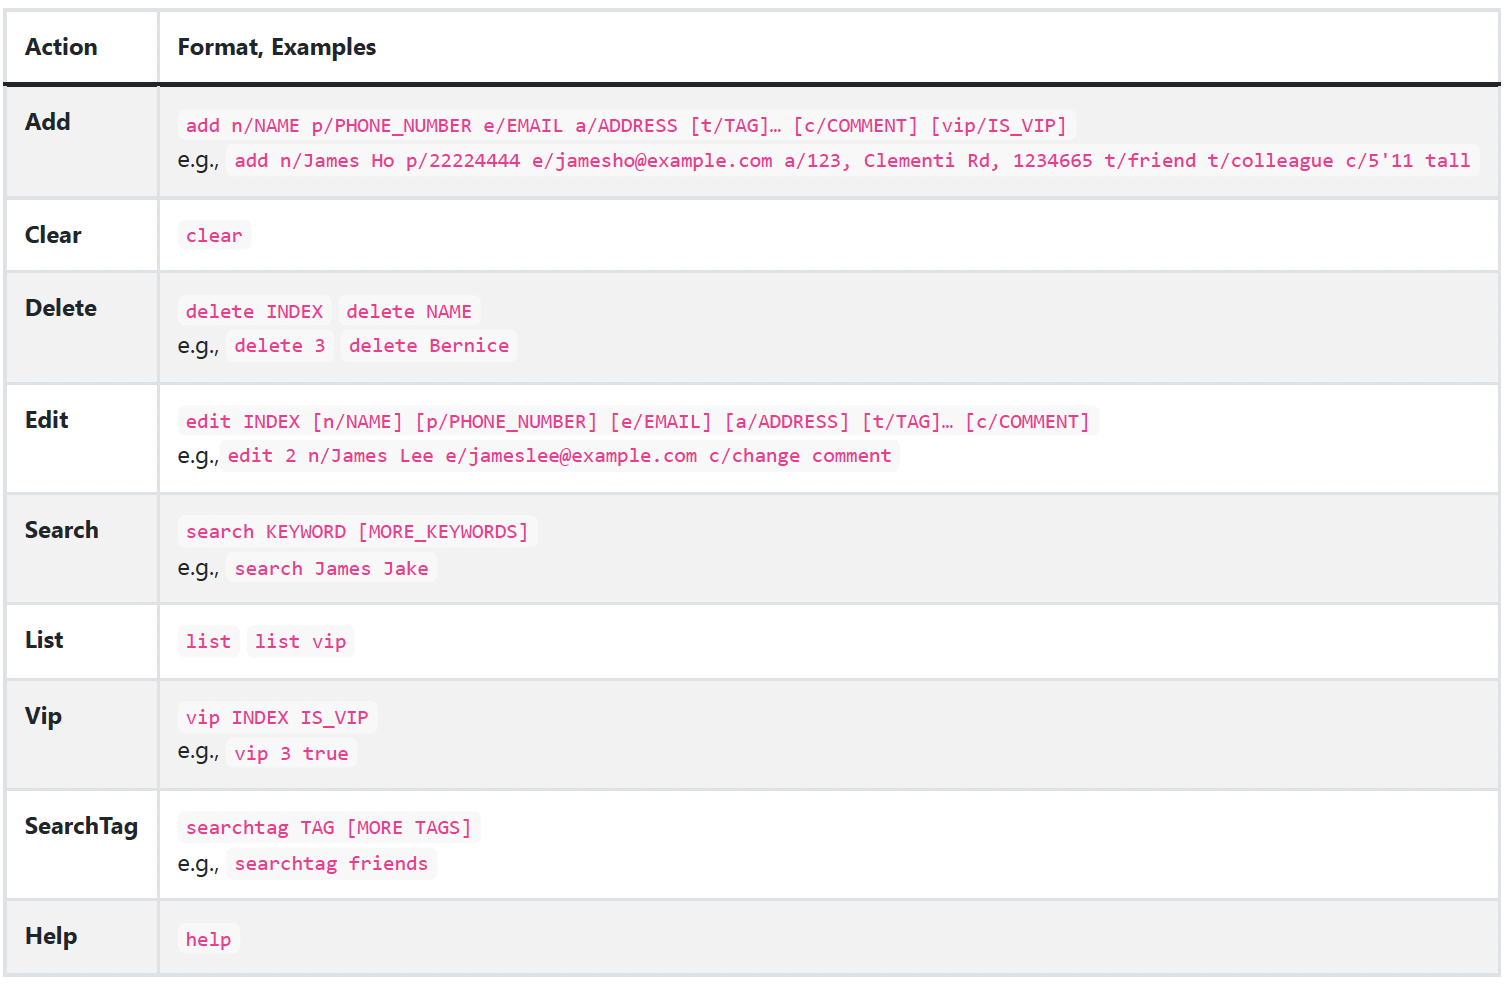 Action Format, Examples
Add add n/NAME p/PHONE_NUMBER e/EMAIL a/ADDRESS [t/TAG]… [c/COMMENT] [vip/IS_VIP]
e.g., add n/James Ho p/22224444 e/jamesho@example.com a/123, Clementi Rd, 1234665 t/friend t/colleague c/5'11 tall
Clear clear
Delete delete INDEX delete NAME
e.g., delete 3 delete Bernice
Edit edit INDEX [n/NAME] [p/PHONE_NUMBER] [e/EMAIL] [a/ADDRESS] [t/TAG]… [c/COMMENT]
e.g., edit 2 n/James Lee e/jameslee@example.com c/change comment
Search search KEYWORD [MORE_KEYWORDS]
e.g., search James Jake
List list list vip
Vip vip INDEX IS_VIP
e.g., vip 3 true
SearchTag searchtag TAG [MORE TAGS]
e.g., searchtag friends
Help help